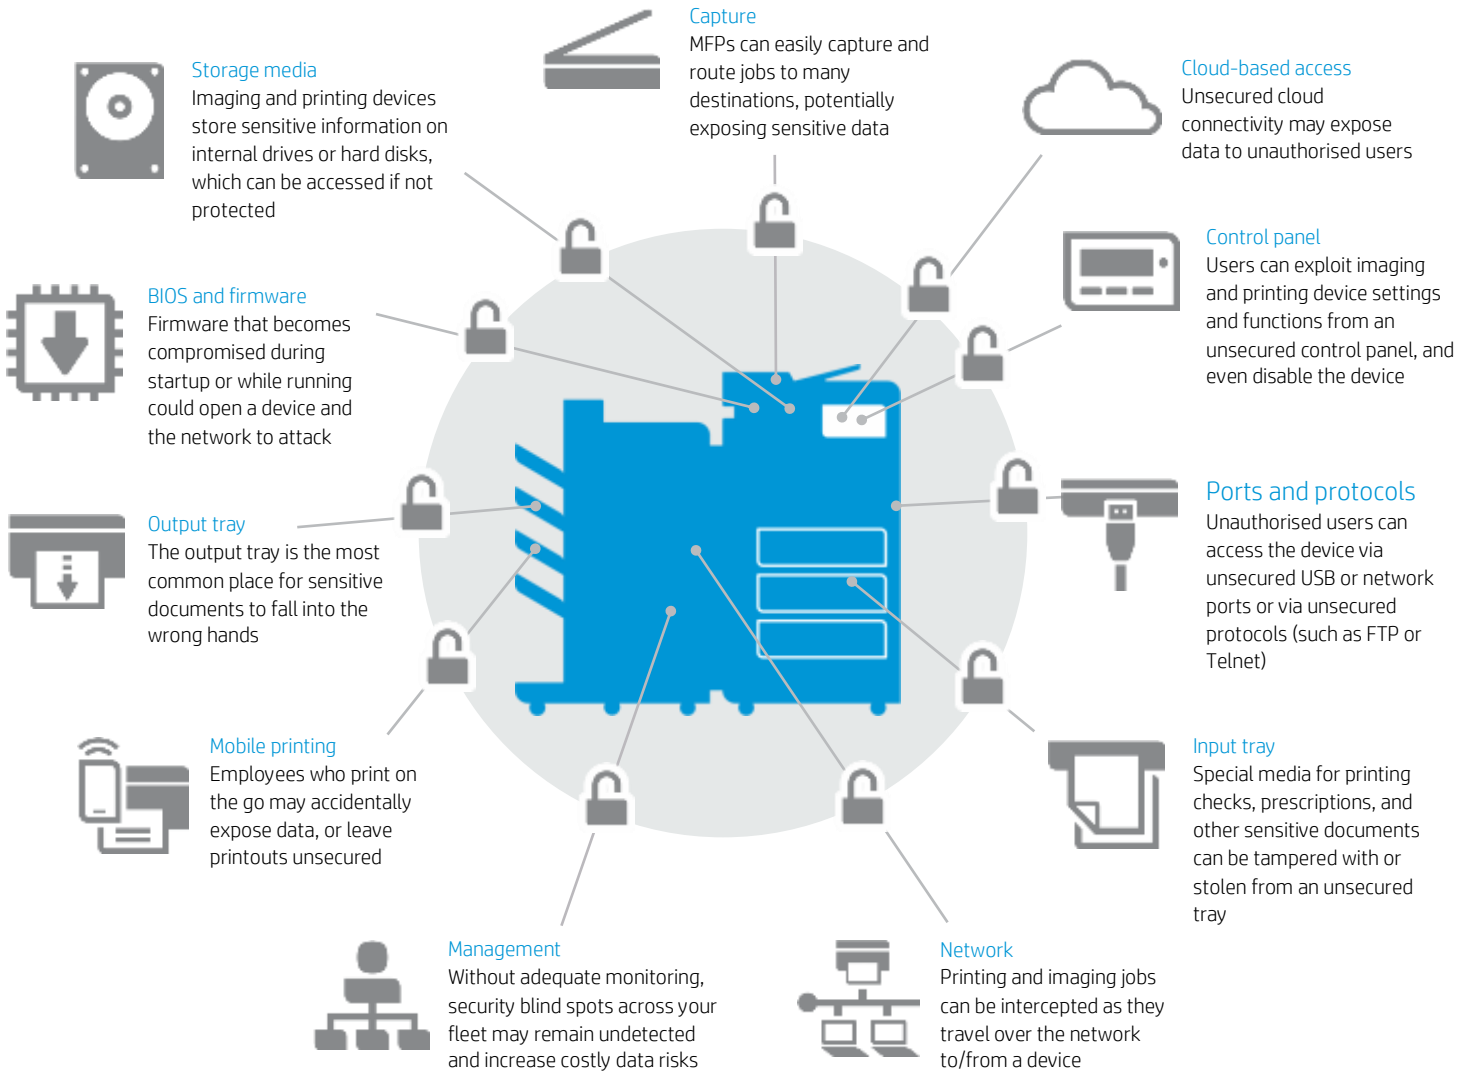 Capture
MFPs can easily capture and
route jobs to many
destinations, potentially
exposing sensitive data
Storage media
Imaging and printing devices
store sensitive information on
internal drives or hard disks,
which can be accessed if not
protected
Cloud-based access
Unsecured cloud
connectivity may expose
data to unauthorised users
Control panel
Users can exploit imaging
and printing device settings
and functions from an
unsecured control panel, and
even disable the device
BIOS and firmware
Firmware that becomes
compromised during
startup or while running
could open a device and
the network to attack
Ports and protocols
Unauthorised users can
access the device via
unsecured USB or network
ports or via unsecured
protocols (such as FTP or
Telnet)
Output tray
The output tray is the most
common place for sensitive
documents to fall into the
wrong hands
Mobile printing
Employees who print on
the go may accidentally
expose data, or leave
printouts unsecured
Input tray
Special media for printing
checks, prescriptions, and
other sensitive documents
can be tampered with or
stolen from an unsecured
tray
Management
Without adequate monitoring,
security blind spots across your
fleet may remain undetected
and increase costly data risks
Network
Printing and imaging jobs
can be intercepted as they
travel over the network
to/from a device